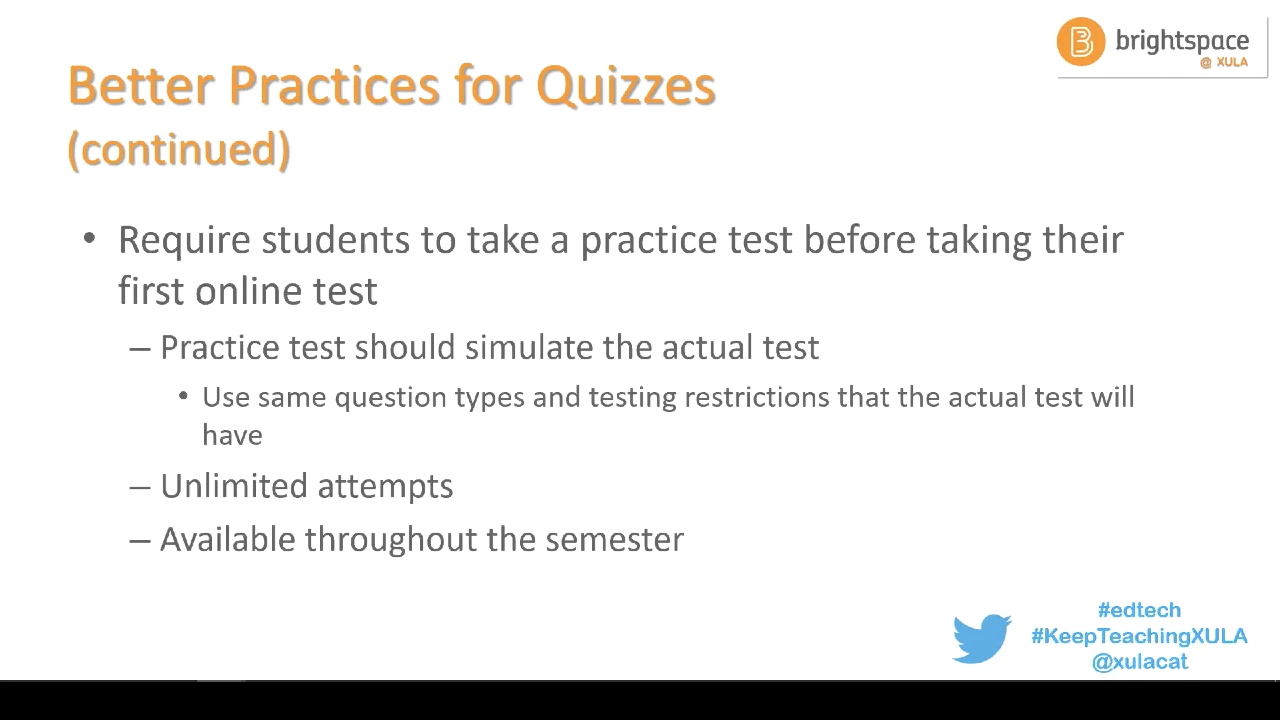 brightspace
@ XULA
Better Practices for Quizzes
(continued)
• Require students to take a practice test before taking their
first online test
– Practice test should simulate the actual test
• Use same question types and testing restrictions that the actual test will
have
– Unlimited attempts
– Available throughout the semester
#edtech
#KeepTeachingXULA
@xulacat